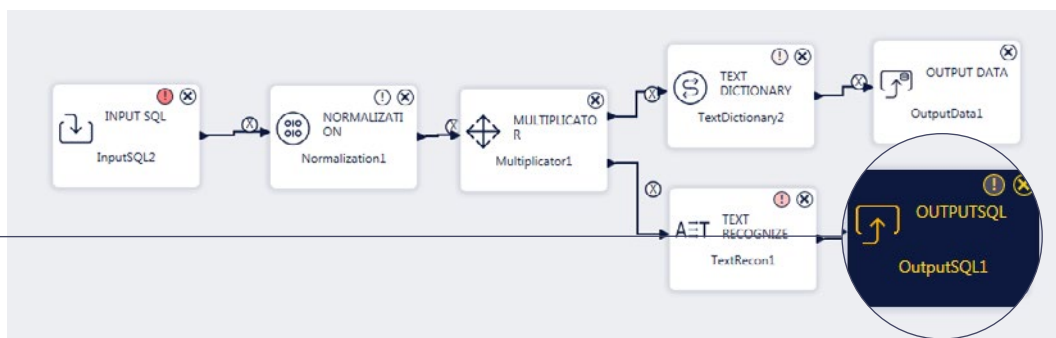 INPUT SQL
InputSQL2
NORMALIZATI
ON
Normalization1
MULTIPLICATO
R
Multiplicator1
TEXT
DICTIONARY
TextDictionary2
OUTPUT DATA
OutputData1
TEXT
RECOGNIZE
TextRecon1
OUTPUTSQL
OutputSQL1